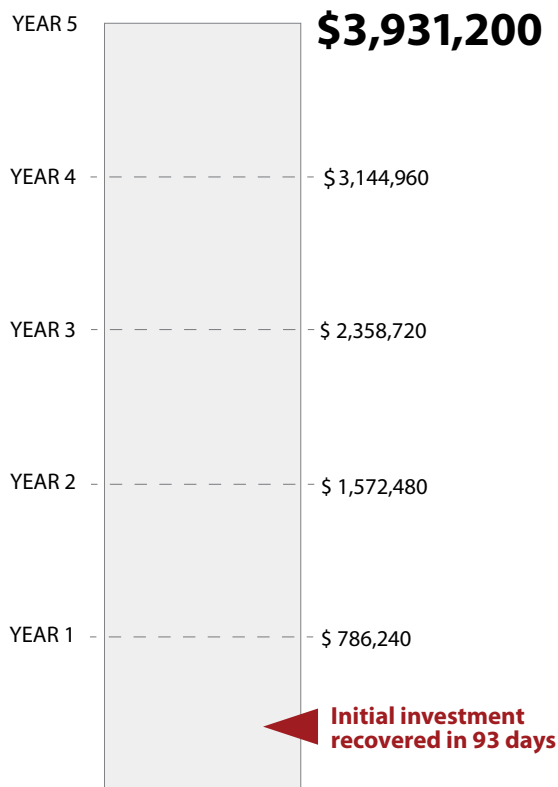 YEAR 5 $3,931,200
YEAR 4 $3,144,960
YEAR 3 $ 2,358,720
YEAR 2 $ 1,572,480
YEAR 1 $ 786,240
Initial investment
recovered in 93 days